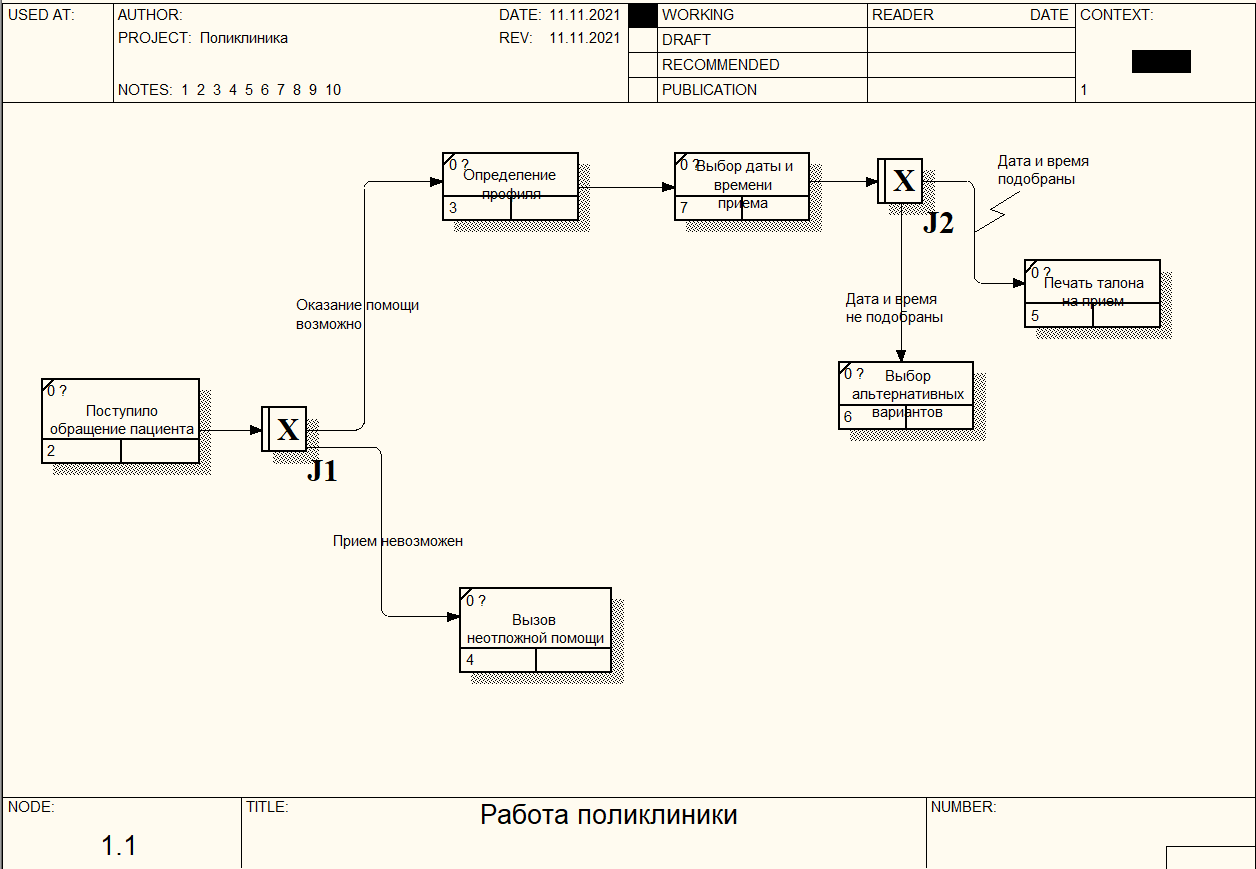 USED AT:
AUTHOR:
DATE: 11.11.2021
WORKING
READER
DATE
CONTEXT:
PROJECT: Поликлиника
REV: 11.11.2021
DRAFT
RECOMMENDED
NOTES: 1 2 3 4 5 6 7 8 9 10
PUBLICATION
1
0 ?
Определение
профиля
3
0 ?
Выбор даты и
времени
приема
7
X
J2
Дата и время
подобраны
0 ?
Печать талона
на прием
5
Дата и время
не подобраны
0 ?
Выбор
альтернативных
вариантов
6
Оказание помощи
возможно
0 ?
Поступило
обращение пациента
2
X
J1
Прием невозможен
0 ?
Вызов
неотложной помощи
4
NODE:
1.1
TITLE:
Работа поликлиники
NUMBER: